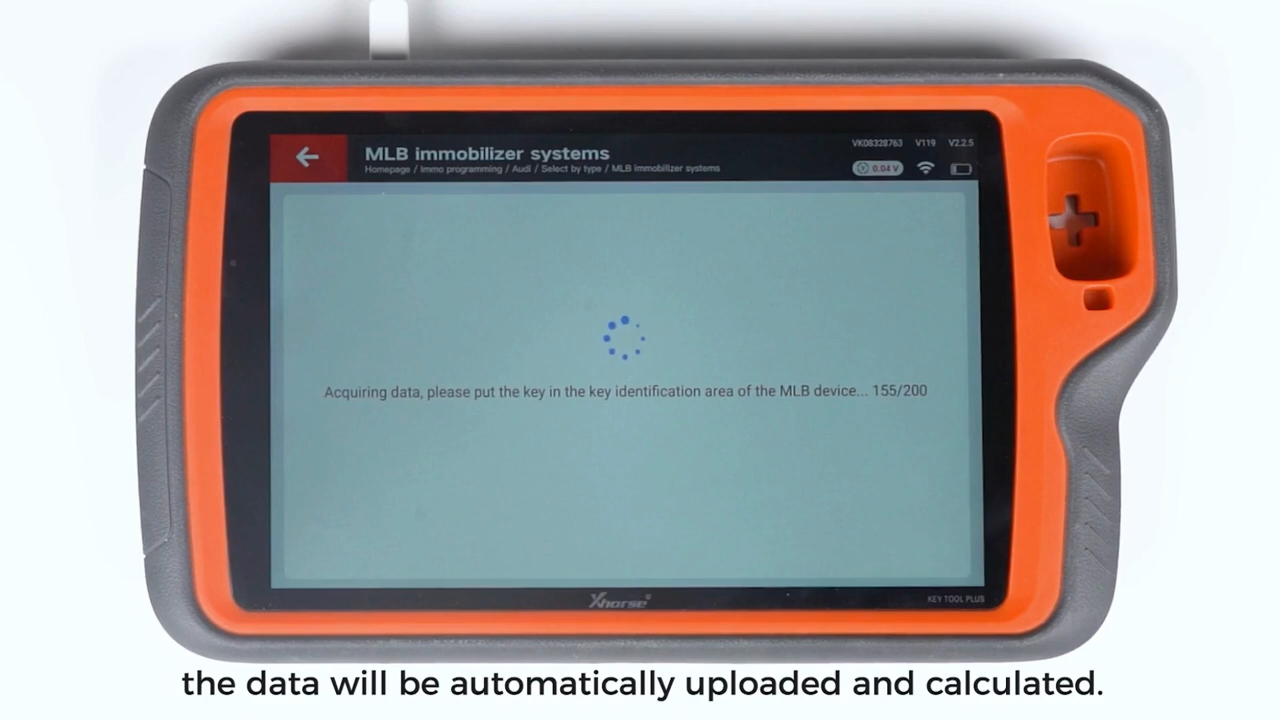 MLB immobilizer systems
VK08328763 V119 V2.2.5
Homepage / Immo programming / Audi / Select by type / MLB immobilizer systems
0.04 V
Acquiring data, please put the key in the key identification area of the MLB device... 155/200
Xhorse
KEY TOOL PLUS
the data will be automatically uploaded and calculated.